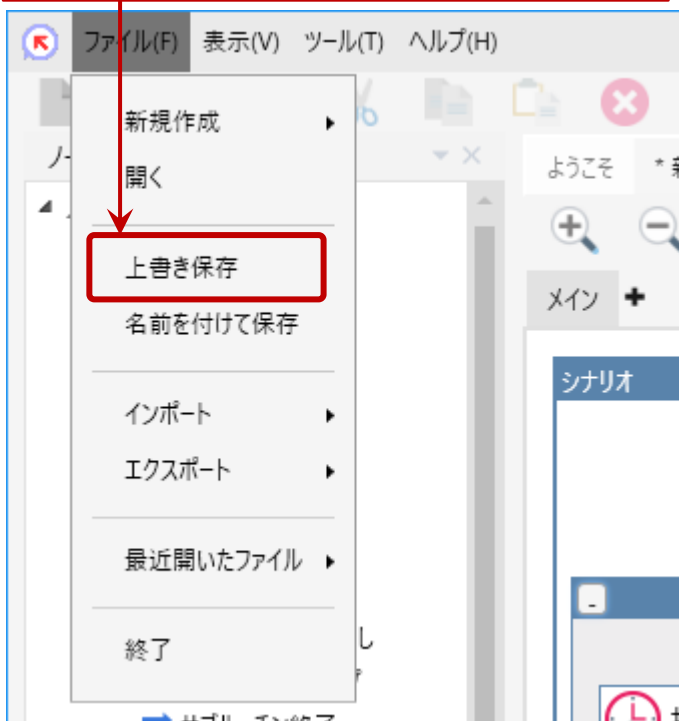 ファイル(F) 表示(V) ツール(T) ヘルプ(H)
新規作成
開く
上書き保存
名前を付けて保存
インポート
エクスポート
最近開いたファイル
終了
ようこそ
メイン
シナリオ